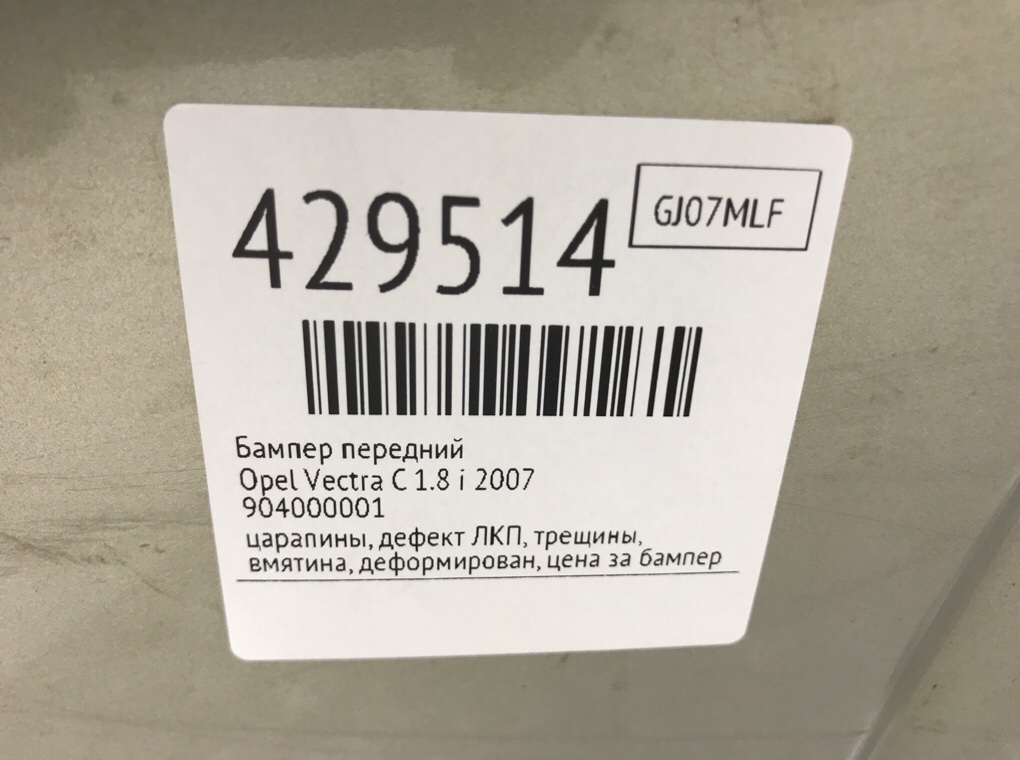 429514
GJ07MLF
Бампер передний
Opel Vectra C 1.8 i 2007
904000001
царапины, дефект ЛКП, трещины,
вмятина, деформирован, цена за бампер